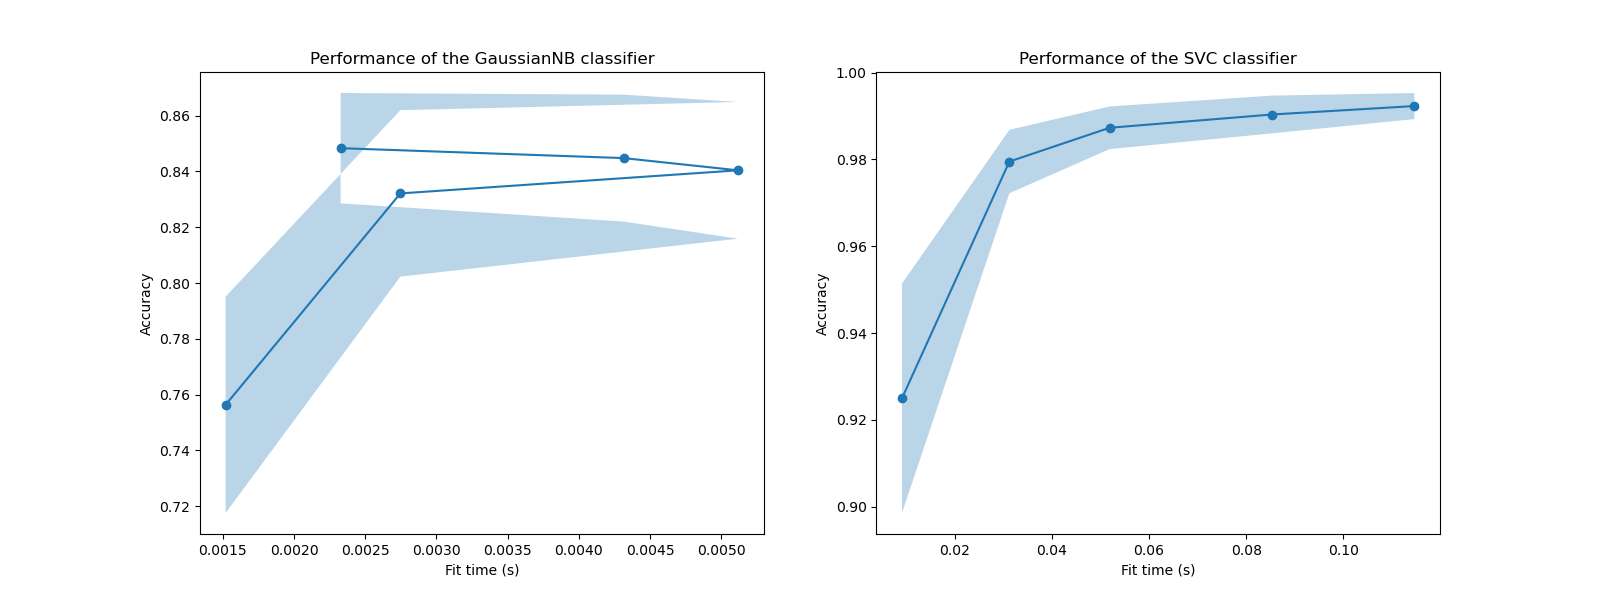 Performance of the GaussianNB classifier
0.86
0.84
0.82
0.80
0.78
0.76
0.74
0.72
Accuracy
0.0015 0.0020 0.0025 0.0030 0.0035 0.0040 0.0045 0.0050
Fit time (s)
Performance of the SVC classifier
1.00
0.98
0.96
0.94
0.92
0.90
Accuracy
0.02 0.04 0.06 0.08 0.10
Fit time (s)